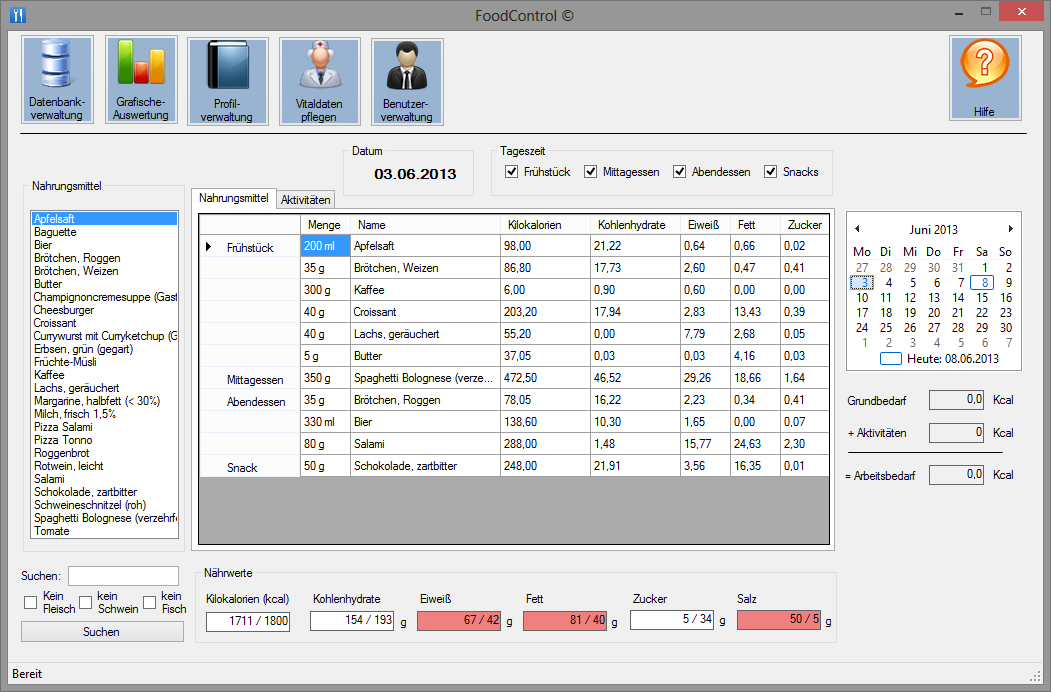 FoodControl ©
Datenbank-
verwaltung
Grafische-
Auswertung
Profil-
verwaltung
Vitaldaten
pflegen
Benutzer-
verwaltung
Hilfe
Datum
03.06.2013
Tageszeit
Frühstück Mittagessen Abendessen Snacks
Nahrungsmittel
Apfelsaft
Baguette
Bier
Brötchen, Roggen
Brötchen, Weizen
Butter
Champignoncremesuppe (Gast
Cheesburger
Croissant
Currywurst mit Curryketchup (G
Erbsen, grün (gegart)
Früchte-Müsli
Kaffee
Lachs, geräuchert
Margarine, halbfett (< 30%)
Milch, frisch 1,5%
Pizza Salami
Pizza Tonno
Roggenbrot
Rotwein, leicht
Salami
Schokolade, zartbitter
Schweineschnitzel (roh)
Spaghetti Bolognese (verzehrfe
Tomate
Nahrungsmittel Aktivitäten
Menge Name Kilokalorien Kohlenhydrate Eiweiß Fett Zucker
Frühstück 200 ml Apfelsaft 98,00 21,22 0,64 0,66 0,02
35 g Brötchen, Weizen 86,80 17,73 2,60 0,47 0,41
300 g Kaffee 6,00 0,90 0,60 0,00 0,00
40 g Croissant 203,20 17,94 2,83 13,43 0,39
40 g Lachs, geräuchert 55,20 0,00 7,79 2,68 0,05
5 g Butter 37,05 0,03 0,03 4,16 0,03
Mittagessen 350 g Spaghetti Bolognese (verze... 472,50 46,52 29,26 18,66 1,64
Abendessen 35 g Brötchen, Roggen 78,05 16,22 2,23 0,34 0,41
330 ml Bier 138,60 10,30 1,65 0,00 0,07
80 g Salami 288,00 1,48 15,77 24,63 2,30
Snack 50 g Schokolade, zartbitter 248,00 21,91 3,56 16,35 0,01
Juni 2013
Mo Di Mi Do Fr Sa So
27 28 29 30 31 1 2
3 4 5 6 7 8 9
10 11 12 13 14 15 16
17 18 19 20 21 22 23
24 25 26 27 28 29 30
1 2 3 4 5 6 7
Heute: 08.06.2013
Grundbedarf 0,0 Kcal
+ Aktivitäten 0 Kcal
= Arbeitsbedarf 0,0 Kcal
Suchen:
Kein Fleisch
kein Schwein
kein Fisch
Suchen
Nährwerte
Kilokalorien (kcal) Kohlenhydrate Eiweiß Fett Zucker Salz
1711 / 1800 154 / 193 g 67 / 42 g 81 / 40 g 5 / 34 g 50 / 5 g
Bereit